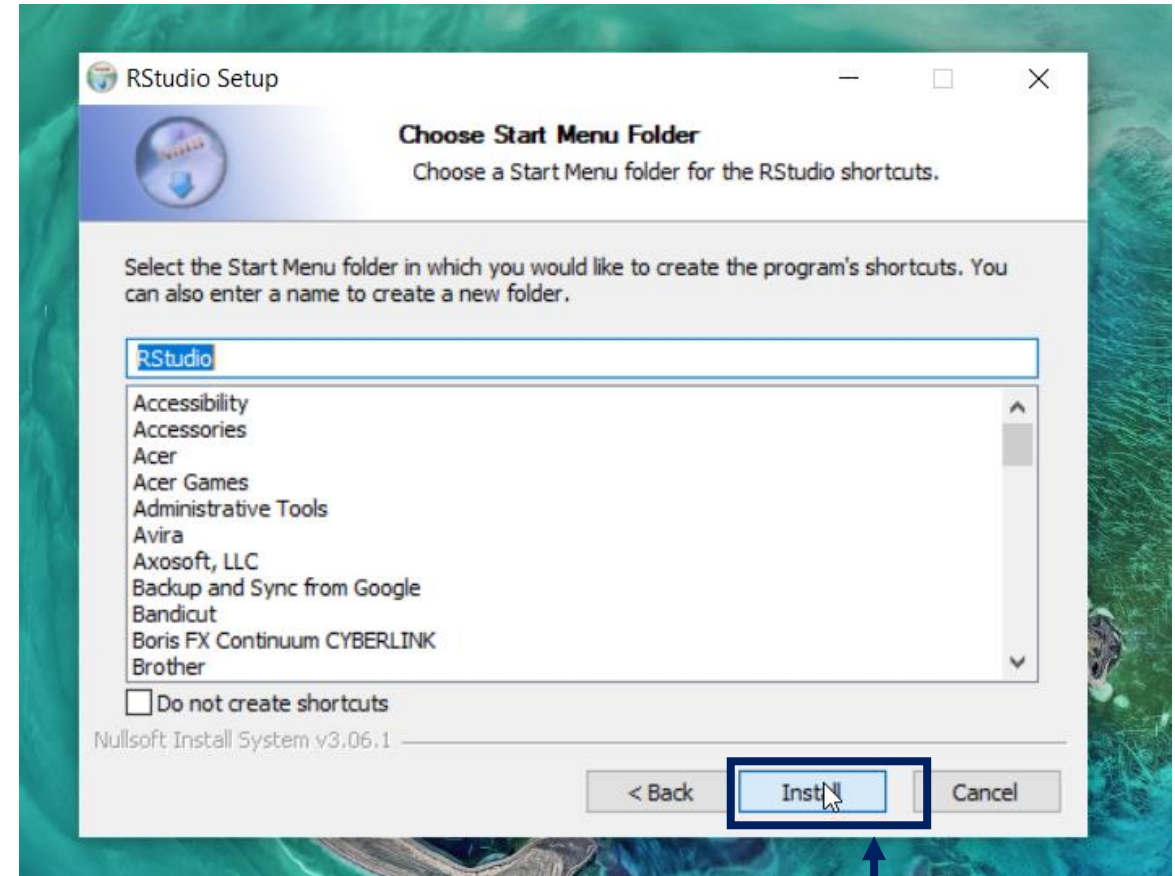 RStudio Setup
Choose Start Menu Folder
Choose a Start Menu folder for the RStudio shortcuts.
Select the Start Menu folder in which you would like to create the program's shortcuts. You
can also enter a name to create a new folder.
RStudio
Accessibility
Accessories
Acer
Acer Games
Administrative Tools
Avira
Axosoft, LLC
Backup and Sync from Google
Bandicut
Boris FX Continuum CYBERLINK
Brother
Do not create shortcuts
Nullsoft Install System v3.06.1
< Back Install Cancel